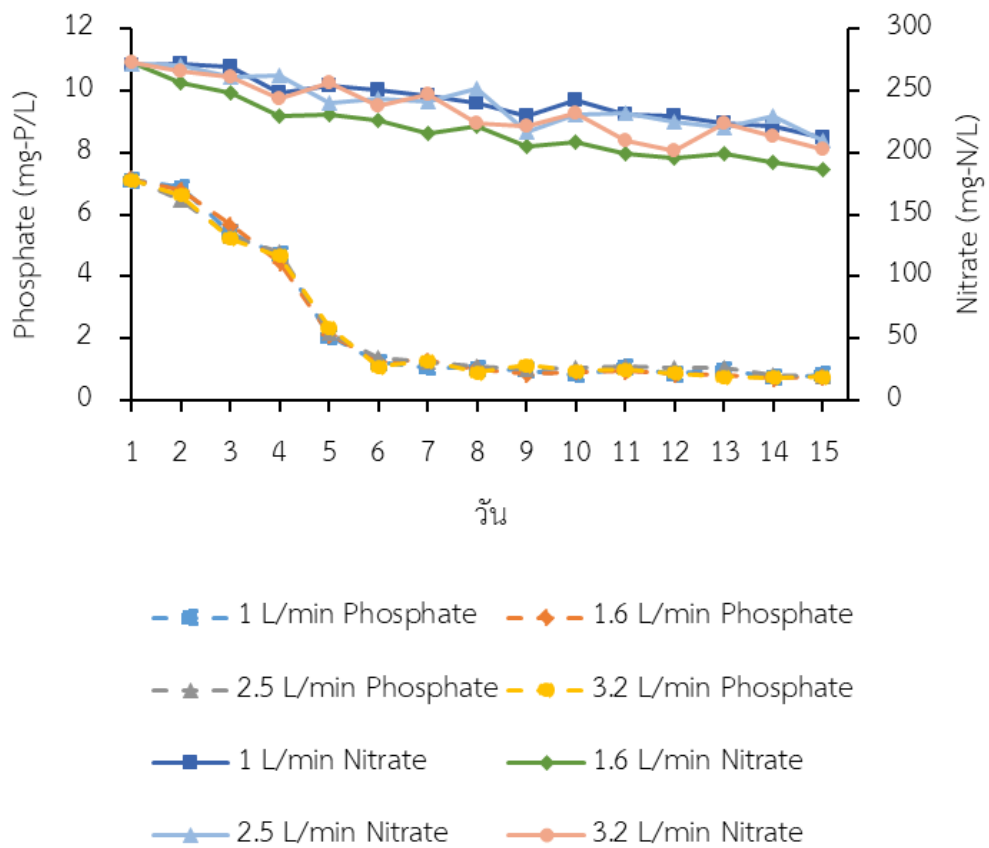 Phosphate (mg-P/L)
12
10
8
6
4
2
0
300
250
200
150
100
50
0
Nitrate (mg-N/L)
1 2 3 4 5 6 7 8 9 10 11 12 13 14 15
วัน
1 L/min Phosphate
1.6 L/min Phosphate
2.5 L/min Phosphate
3.2 L/min Phosphate
1 L/min Nitrate
1.6 L/min Nitrate
2.5 L/min Nitrate
3.2 L/min Nitrate